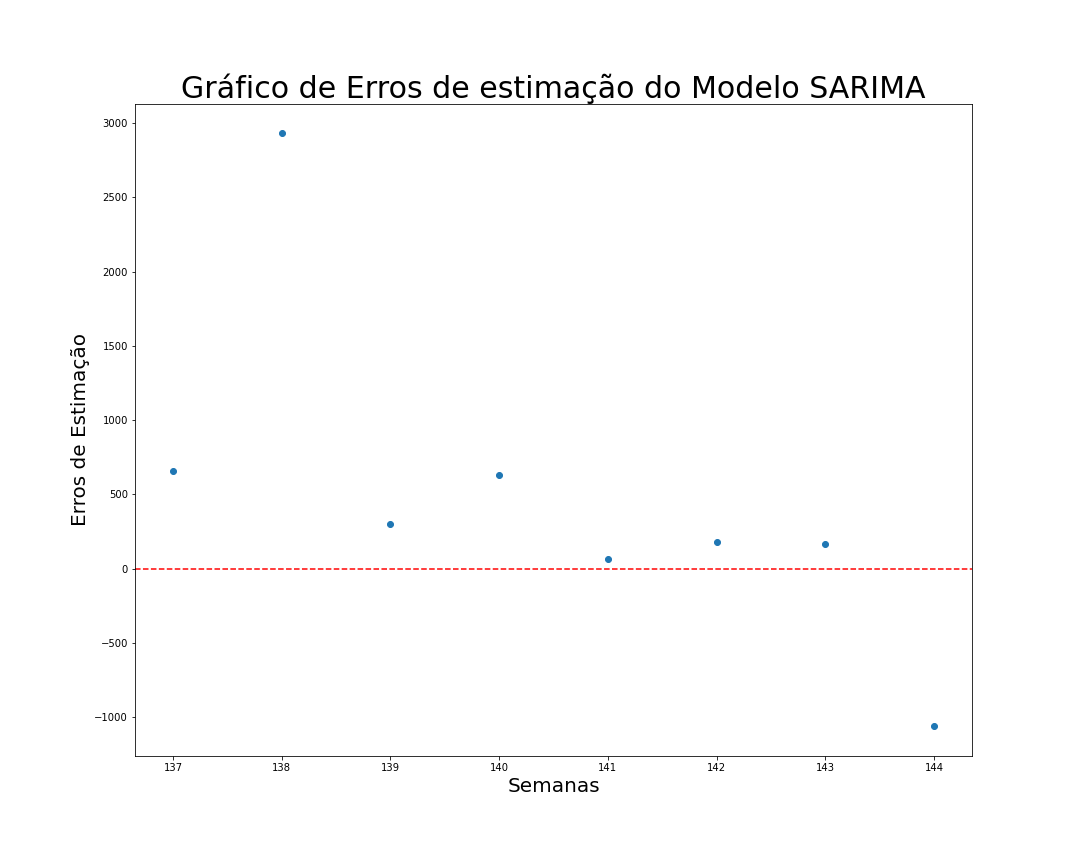 Gráfico de Erros de estimação do Modelo SARIMA
3000
2500
2000
1500
1000
500
0
−500
−1000
Erros de Estimação
137 138 139 140 141 142 143 144
Semanas